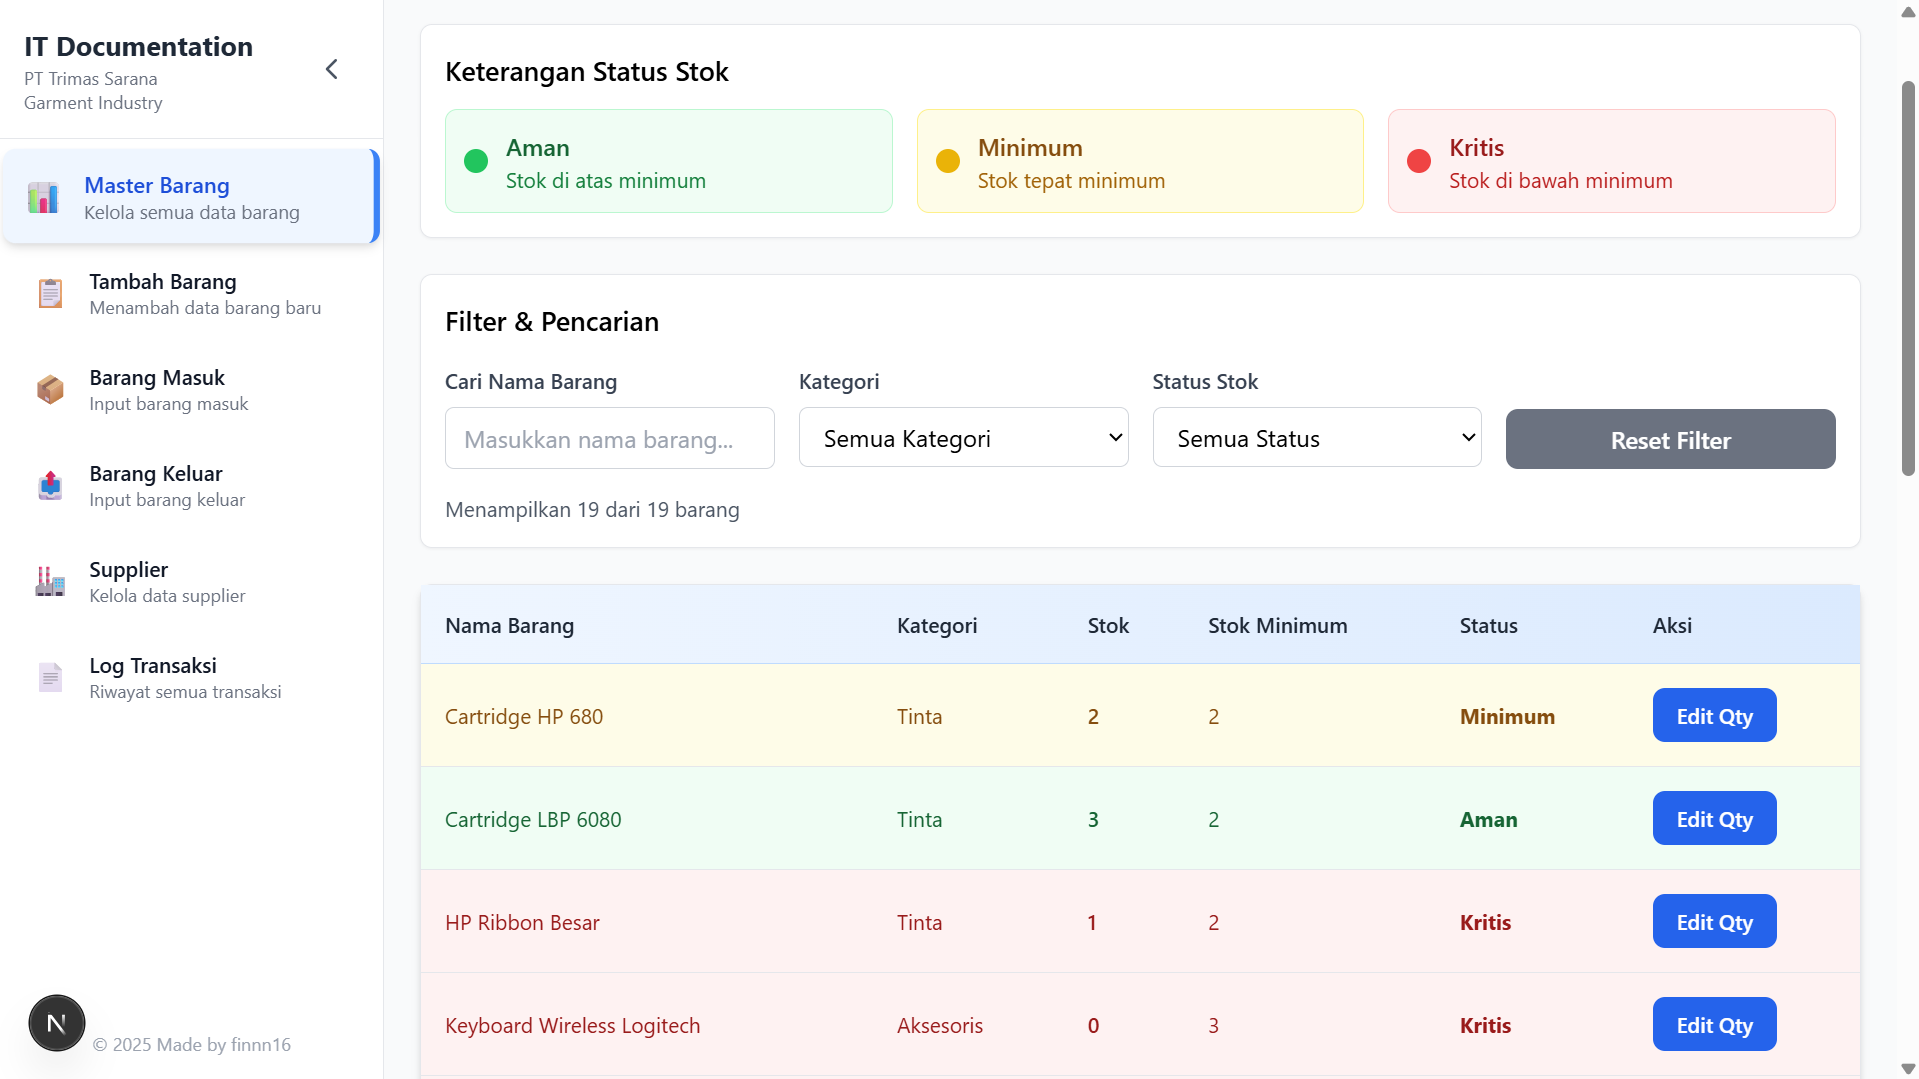 IT Documentation
PT Trimas Sarana
Garment Industry
Master Barang
Kelola semua data barang
Tambah Barang
Menambah data barang baru
Barang Masuk
Input barang masuk
Barang Keluar
Input barang keluar
Supplier
Kelola data supplier
Log Transaksi
Riwayat semua transaksi
N
© 2025 Made by finnn16
Keterangan Status Stok
Aman
Stok di atas minimum
Minimum
Stok tepat minimum
Kritis
Stok di bawah minimum
Filter & Pencarian
Cari Nama Barang
Masukkan nama barang...
Kategori
Semua Kategori
Status Stok
Semua Status
Reset Filter
Menampilkan 19 dari 19 barang
Nama Barang Kategori Stok Stok Minimum Status Aksi
Cartridge HP 680 Tinta 2 2 Minimum Edit Qty
Cartridge LBP 6080 Tinta 3 2 Aman Edit Qty
HP Ribbon Besar Tinta 1 2 Kritis Edit Qty
Keyboard Wireless Logitech Aksesoris 0 3 Kritis Edit Qty